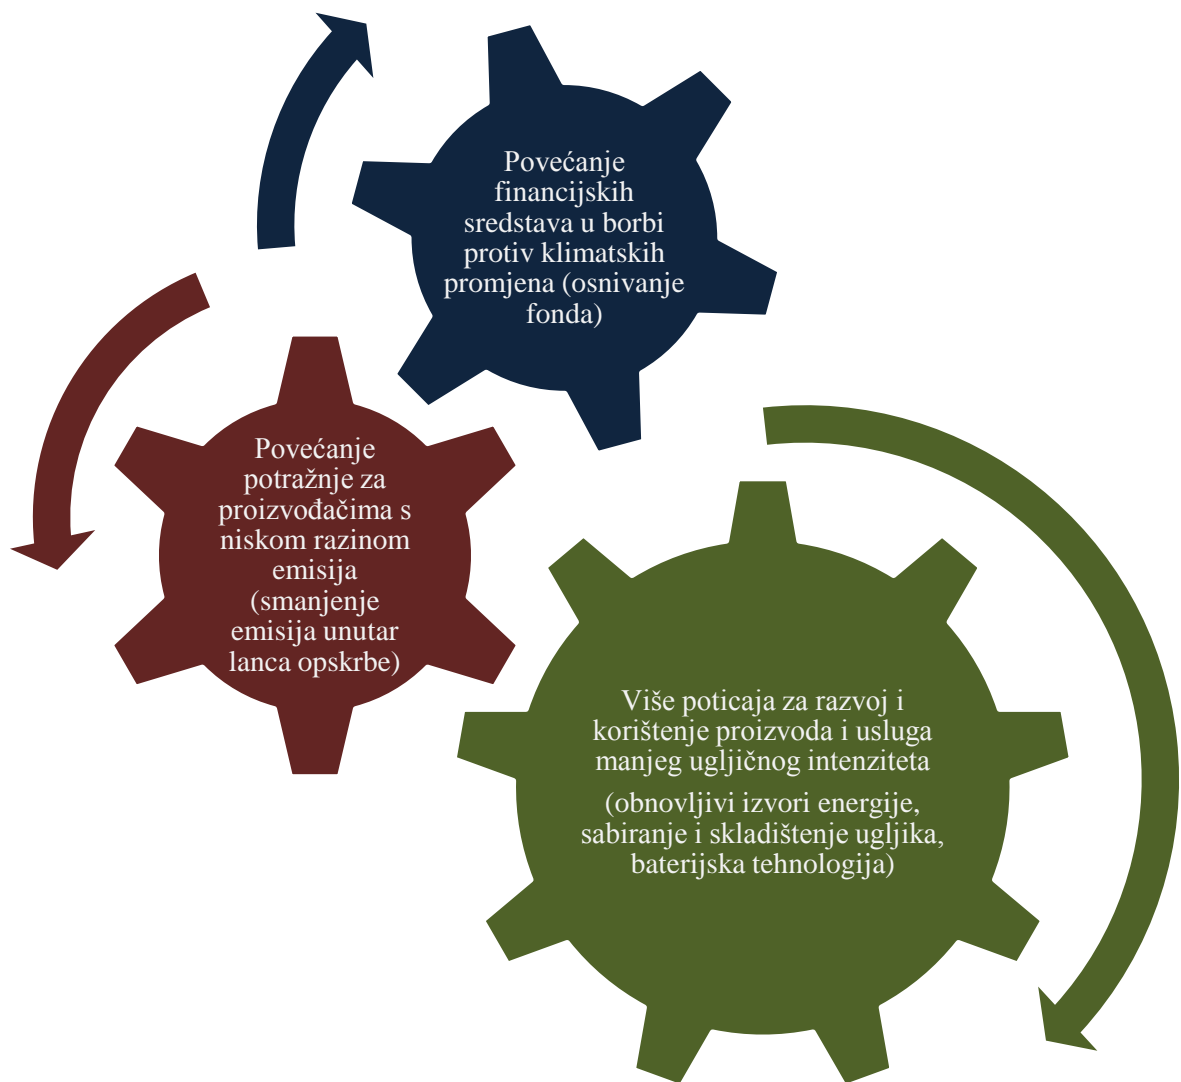 Povećanje
financijskih
sredstava u borbi
protiv klimatskih
promjena (osnivanje
fonda)
Povećanje
potražnje za
proizvođačima s
niskom razinom
emisija
(smanjenje
emisija unutar
lanca opskrbe)
Više poticaja za razvoj i
korištenje proizvoda i usluga
manjeg ugljičnog intenziteta
(obnovljivi izvori energije,
sabiranje i skladištenje ugljika,
baterijska tehnologija)